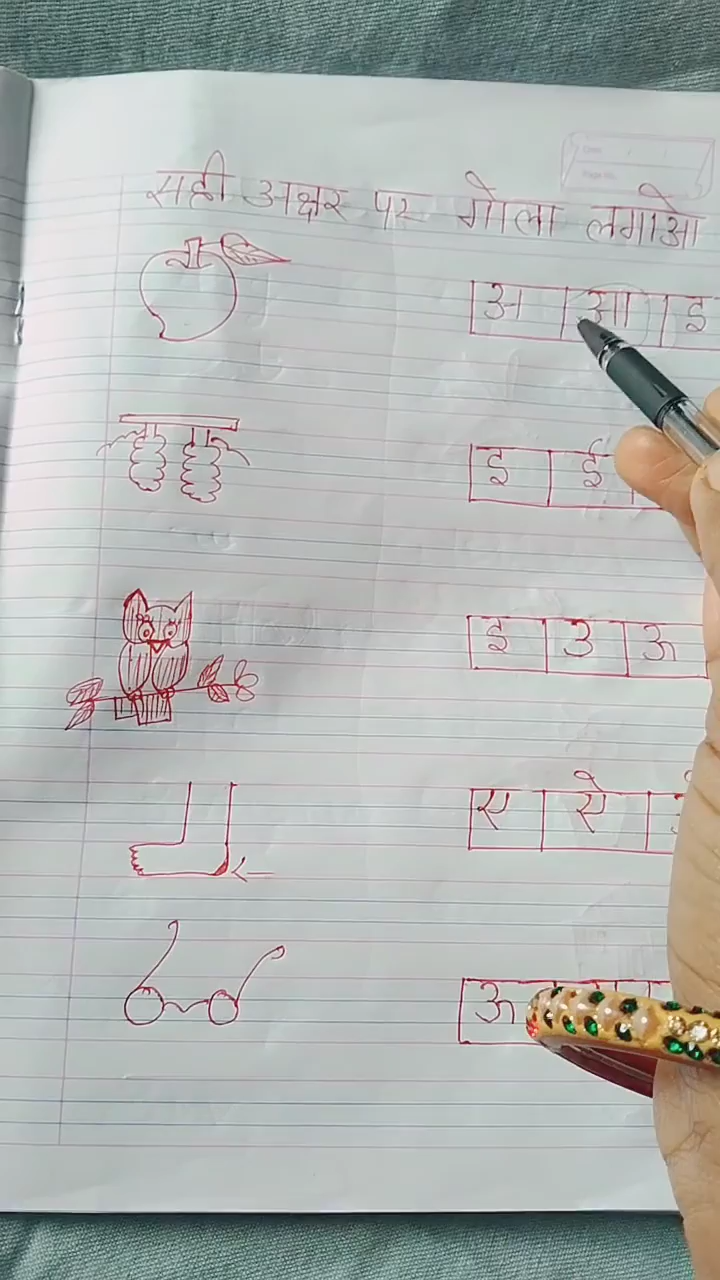 सही अक्षर पर गोला लगाओ
अ आ इ
इ ई
इ उ ऊ
ए ऐ
ऊ